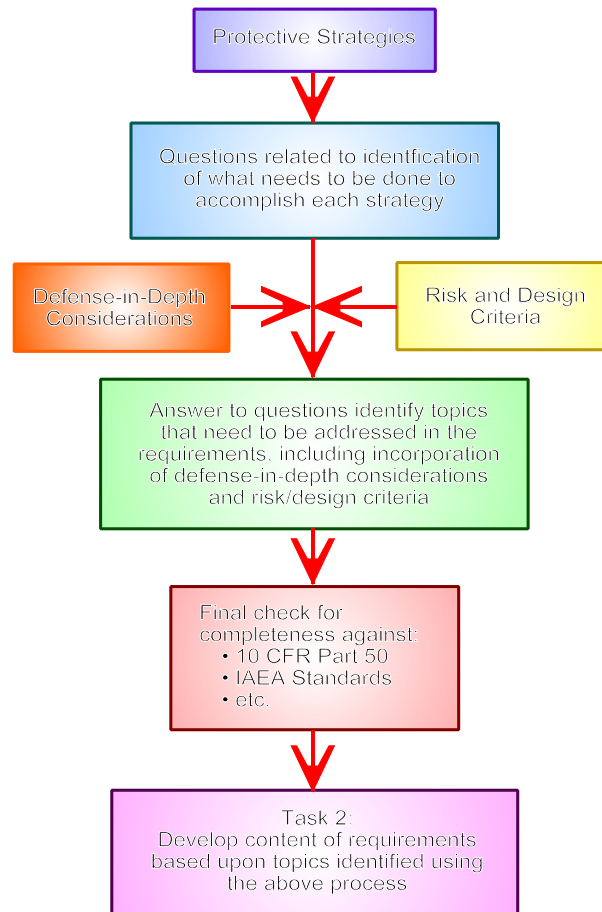 Protective Strategies
Questions related to identfication
of what needs to be done to
accomplish each strategy
Defense-in-Depth
Considerations
Risk and Design
Criteria
Answer to questions identify topics
that need to be addressed in the
requirements, including incorporation
of defense-in-depth considerations
and risk/design criteria
Final check for
completeness against:
• 10 CFR Part 50
• IAEA Standards
• etc.
Task 2:
Develop content of requirements
based upon topics identified using
the above process